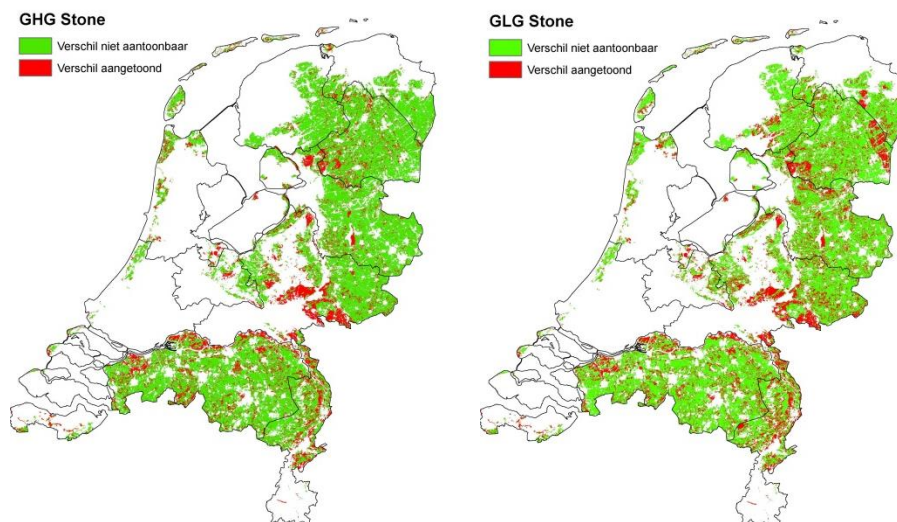 GHG Stone
Verschil niet aantoonbaar
Verschil aangetoond
GLG Stone
Verschil niet aantoonbaar
Verschil aangetoond